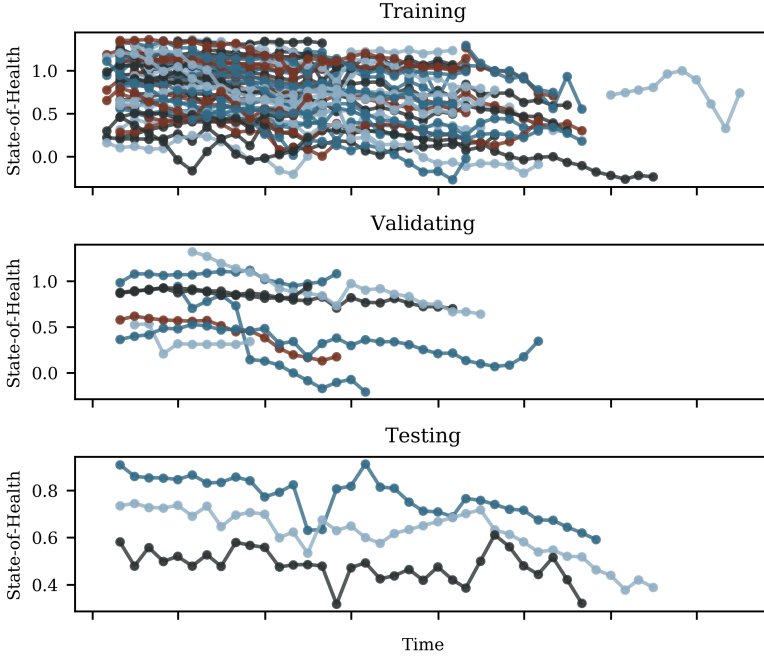 Training
State-of-Health
1.0
0.5
0.0
Validating
State-of-Health
1.0
0.5
0.0
Testing
State-of-Health
0.8
0.6
0.4
Time